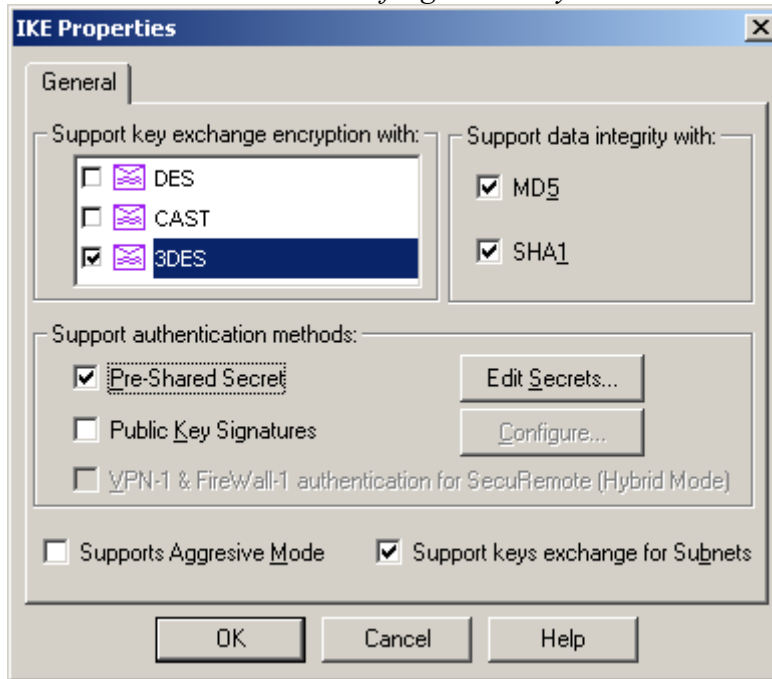 IKE Properties
General
Support key exchange encryption with:
DES
CAST
3DES
Support data integrity with:
MD5
SHA1
Support authentication methods:
Pre-Shared Secret
Edit Secrets...
Public Key Signatures
Configure...
VPN-1 & FireWall-1 authentication for SecuRemote (Hybrid Mode)
Supports Aggresive Mode
Support keys exchange for Subnets
OK
Cancel
Help